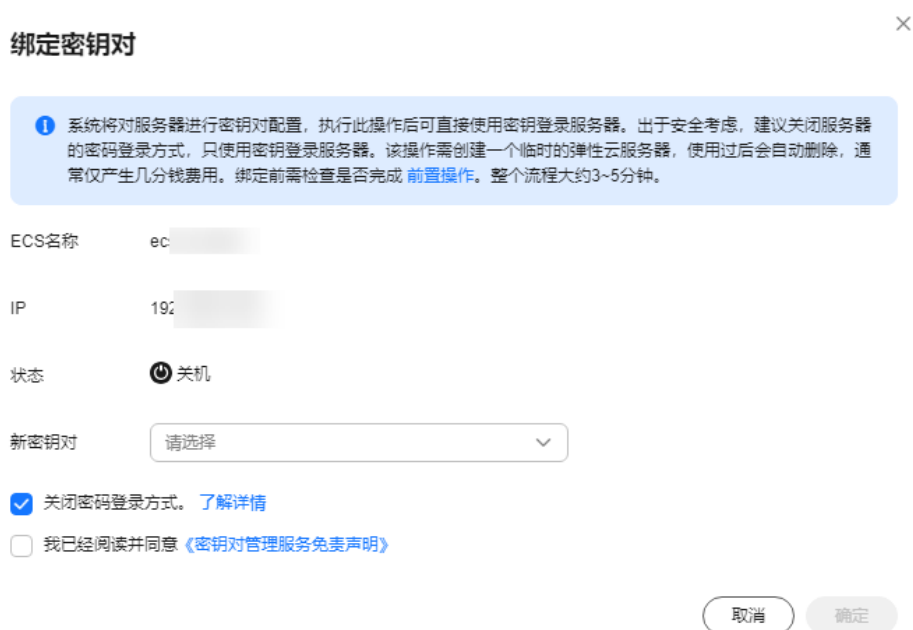 绑定密钥对
系统将对服务器进行密钥对配置，执行此操作后可直接使用密钥登录服务器。出于安全考虑，建议关闭服务器
的密码登录方式，只使用密钥登录服务器。该操作需创建一个临时的弹性云服务器，使用过后会自动删除，通
常仅产生几分钱费用。绑定前需检查是否完成 前置操作。整个流程大约3~5分钟。
ECS名称 ec
IP 192
状态 关机
新密钥对 请选择
关闭密码登录方式。 了解详情
我已经阅读并同意《密钥对管理服务免责声明》
取消 确定